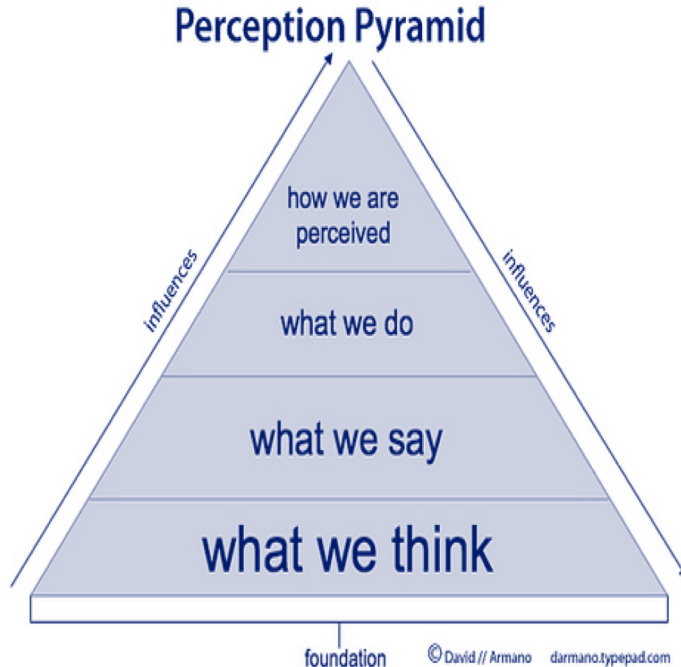 Perception Pyramid
how we are
perceived
influences
influences
what we do
what we say
what we think
foundation
© David // Armano darmano.typepad.com